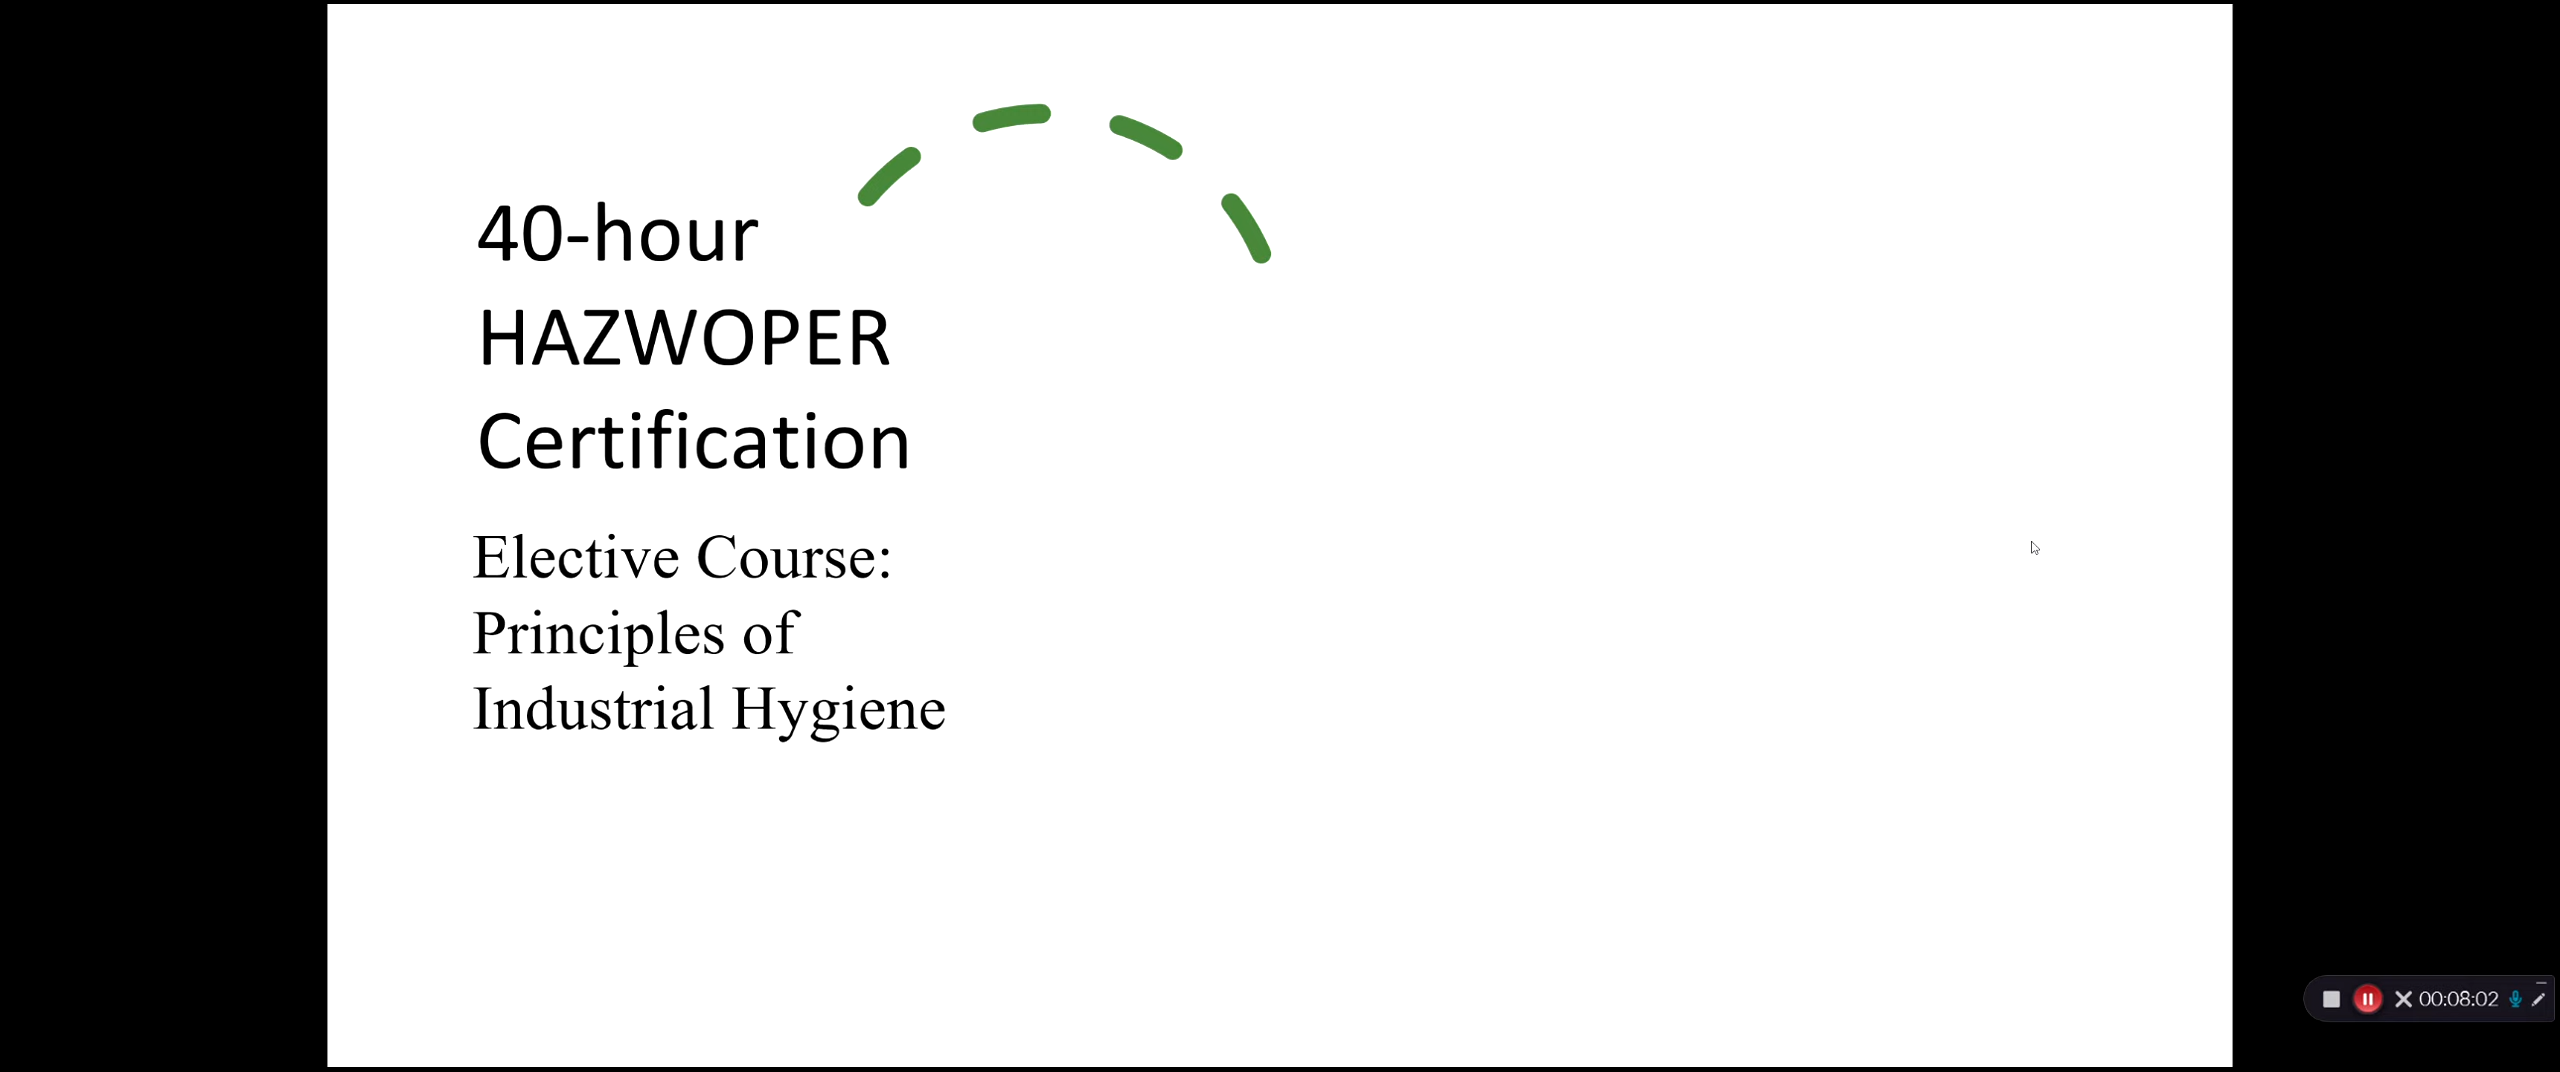 40-hour
HAZWOPER
Certification
Elective Course:
Principles of
Industrial Hygiene
00:08:02